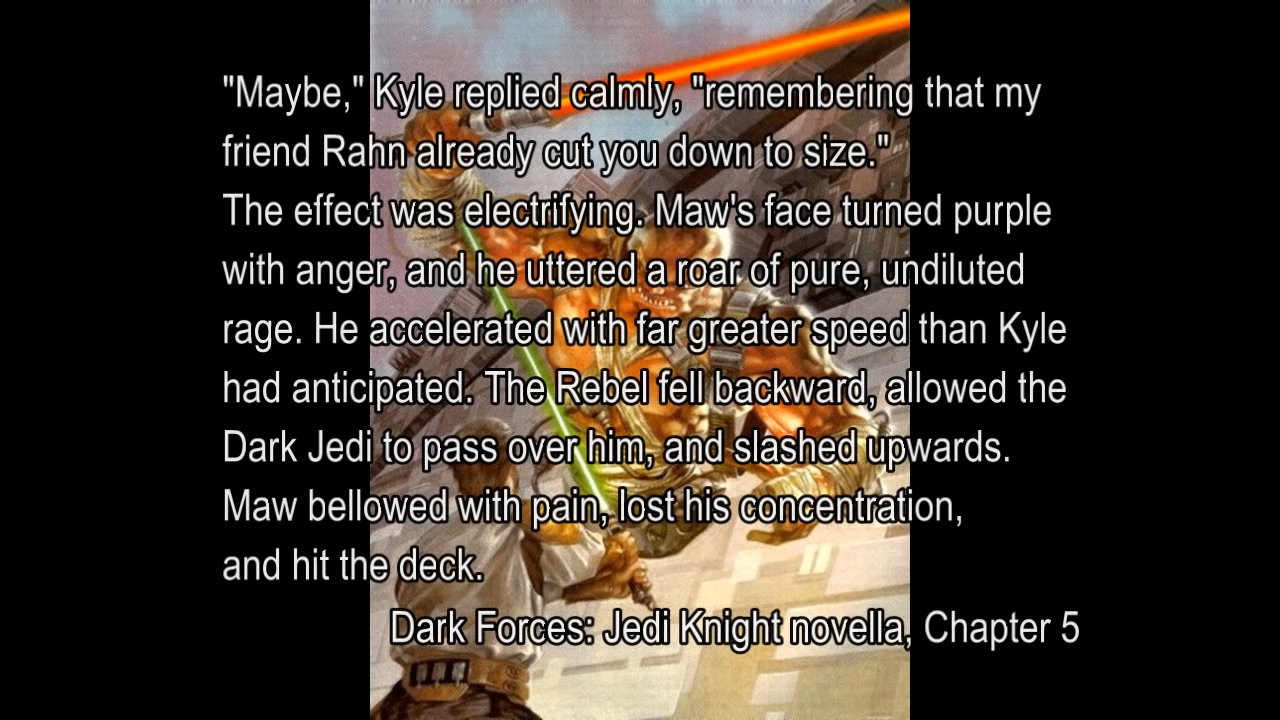 "Maybe," Kyle replied calmly, "remembering that my
friend Rahn already cut you down to size."
The effect was electrifying. Maw's face turned purple
with anger, and he uttered a roar of pure, undiluted
rage. He accelerated with far greater speed than Kyle
had anticipated. The Rebel fell backward, allowed the
Dark Jedi to pass over him, and slashed upwards.
Maw bellowed with pain, lost his concentration,
and hit the deck.
Dark Forces: Jedi Knight novella, Chapter 5